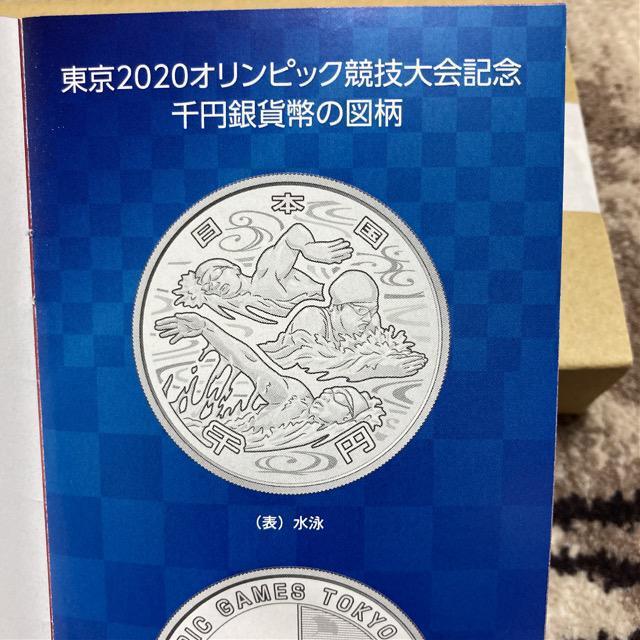 東京2020オリンピック競技大会記念
千円銀貨幣の図柄
日本国
千円
（表）水泳
IC GAMES TOKYO